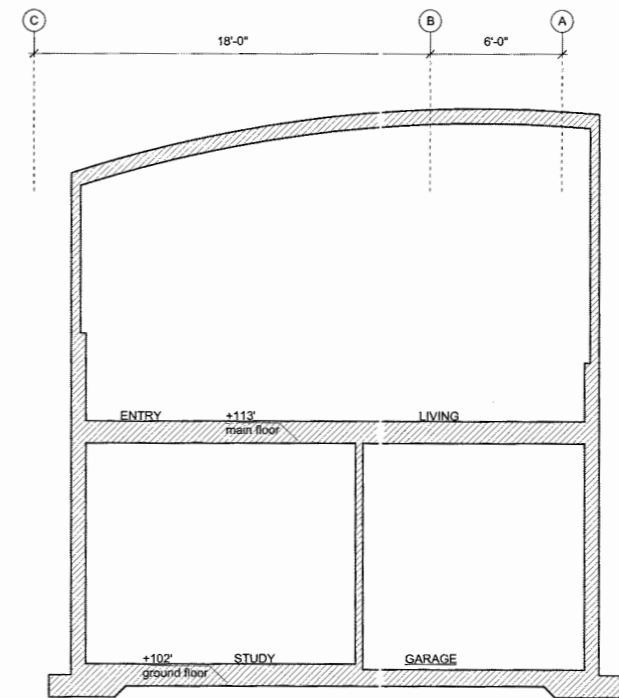 C B A
18'-0" 6'-0"
ENTRY +113' LIVING
main floor
+102' STUDY GARAGE
ground floor